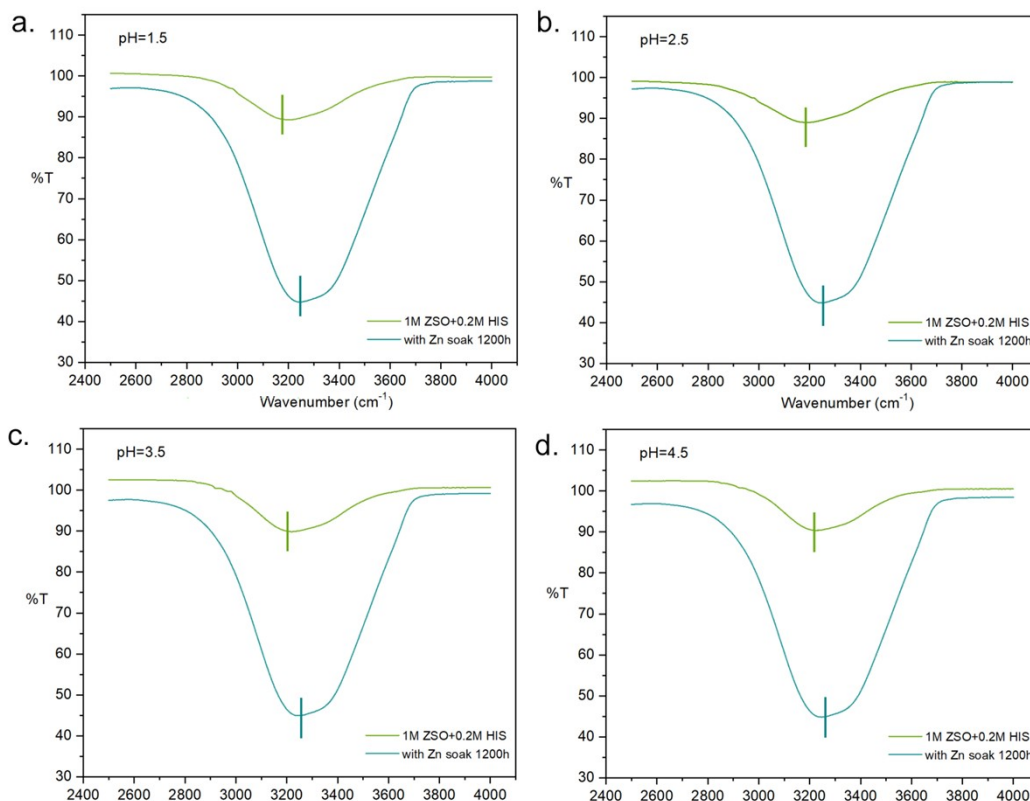 a.
pH=1.5
110
100
90
80
%T
70
60
50
40
30
1M ZSO+0.2M HIS
with Zn soak 1200h
2400 2600 2800 3000 3200 3400 3600 3800 4000
Wavenumber (cm⁻¹)
b.
pH=2.5
110
100
90
80
%T
70
60
50
40
30
1M ZSO+0.2M HIS
with Zn soak 1200h
2400 2600 2800 3000 3200 3400 3600 3800 4000
Wavenumber (cm⁻¹)
c.
pH=3.5
110
100
90
80
%T
70
60
50
40
30
1M ZSO+0.2M HIS
with Zn soak 1200h
2400 2600 2800 3000 3200 3400 3600 3800 4000
d.
pH=4.5
110
100
90
80
%T
70
60
50
40
30
1M ZSO+0.2M HIS
with Zn soak 1200h
2400 2600 2800 3000 3200 3400 3600 3800 4000